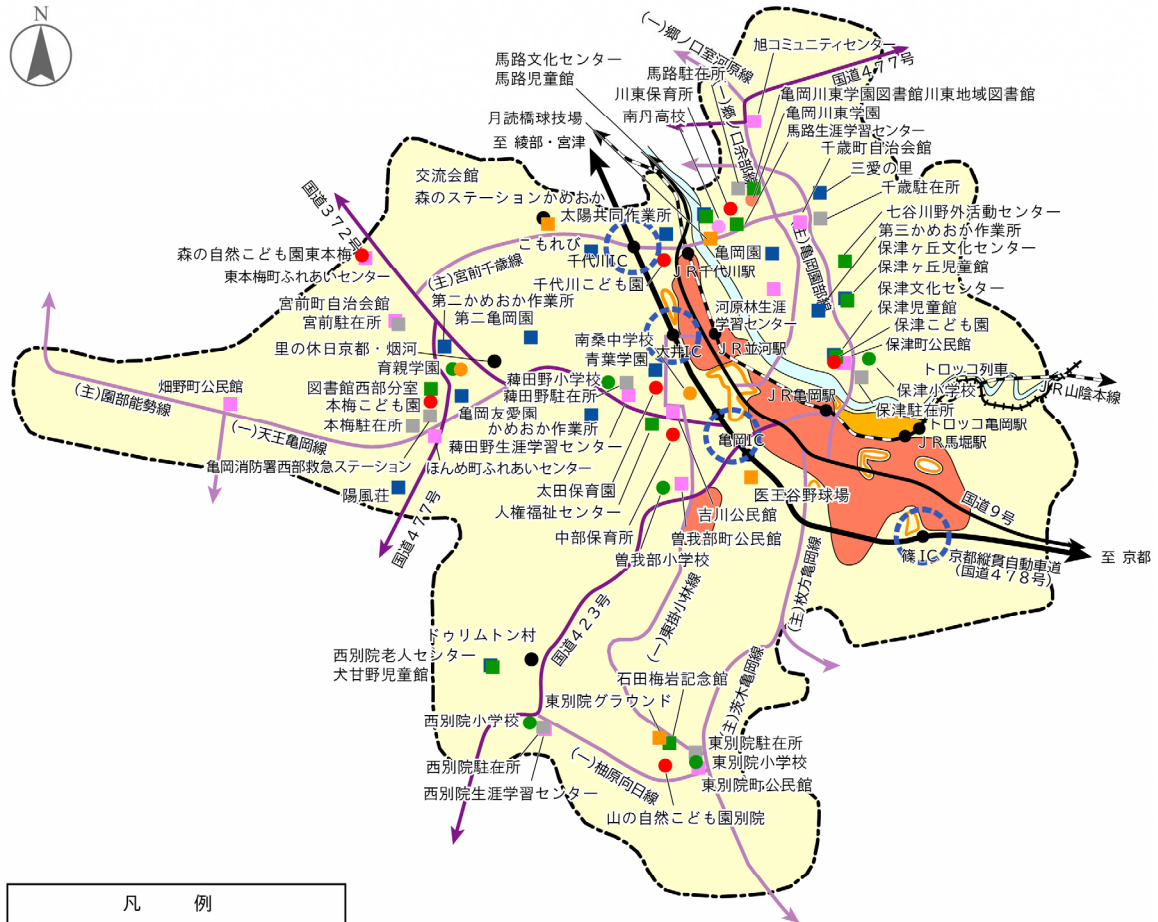 N
(一)郷ノ口室河原線
旭コミュニティセンター
馬路文化センター
馬路児童館
馬路駐在所
国道477号
川東保育所
(一)郷ノ口余部線
亀岡川東学園図書館川東地域図書館
月読橋球技場
南丹高校
亀岡川東学園
馬路生涯学習センター
至 綾部・宮津
千歳町自治会館
交流会館
三愛の里
国道372号
森のステーションかめおか
千歳駐在所
太陽共同作業所
七谷川野外活動センター
こもれび
(主)亀岡園部線
第三かめおか作業所
森の自然こども園東本梅
千代川IC
亀岡園
保津ヶ丘文化センター
東本梅町ふれあいセンター
(主)宮前千歳線
千代川こども園
JR千代川駅
保津ヶ丘児童館
宮前町自治会館
第二かめおか作業所
河原林生涯
学習センター
保津文化センター
宮前駐在所
第二亀岡園
保津児童館
南桑中学校
保津こども園
里の休日京都・烟河
青葉学園
大井IC
JR並河駅
保津町公民館
育親学園
薭田野小学校
トロッコ列車
畑野町公民館
図書館西部分室
薭田野駐在所
JR亀岡駅
保津小学校
JR山陰本線
(主)園部能勢線
本梅こども園
亀岡友愛園
保津駐在所
(一)天王亀岡線
本梅駐在所
かめおか作業所
トロッコ亀岡駅
薭田野生涯学習センター
亀岡IC
JR馬堀駅
亀岡消防署西部救急ステーション
ほんめ町ふれあいセンター
陽風荘
太田保育園
医王谷野球場
国道9号
人権福祉センター
吉川公民館
国道477号
中部保育所
曽我部町公民館
曽我部小学校
篠IC
京都縦貫自動車道
(国道478号)
至 京都
(主)枚方亀岡線
国道423号
(一)東掛小林線
ドゥリムトン村
西別院老人センター
犬甘野児童館
石田梅岩記念館
(主)茨木亀岡線
東別院グラウンド
西別院小学校
東別院駐在所
東別院小学校
西別院駐在所
(一)柚原向日線
東別院町公民館
西別院生涯学習センター
山の自然こども園別院
凡 例